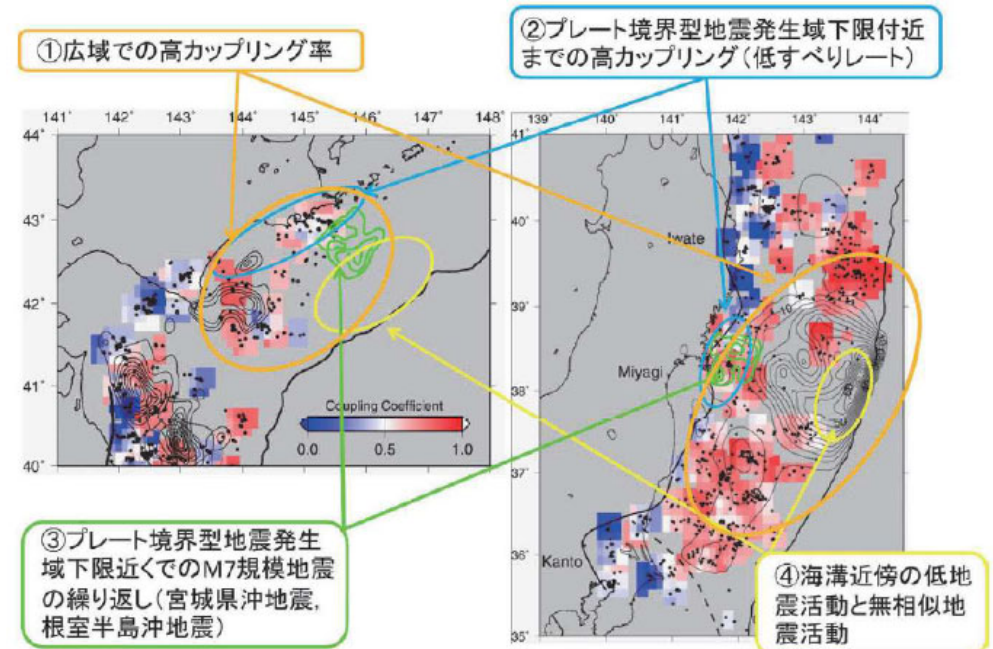 ①広域での高カップリング率
②プレート境界型地震発生域下限付近
までの高カップリング(低すべりレート)
141° 142° 143° 144° 145° 146° 147° 148°
44°
43°
42°
41°
40°
Coupling Coefficient
0.0 0.5 1.0
139° 140° 141° 142° 143° 144°
41°
40°
39°
38°
37°
36°
35°
Iwate
Miyagi
Kanto
10
③プレート境界型地震発生
域下限近くでのM7規模地震
の繰り返し(宮城県沖地震,
根室半島沖地震)
④海溝近傍の低地
震活動と無相似地
震活動